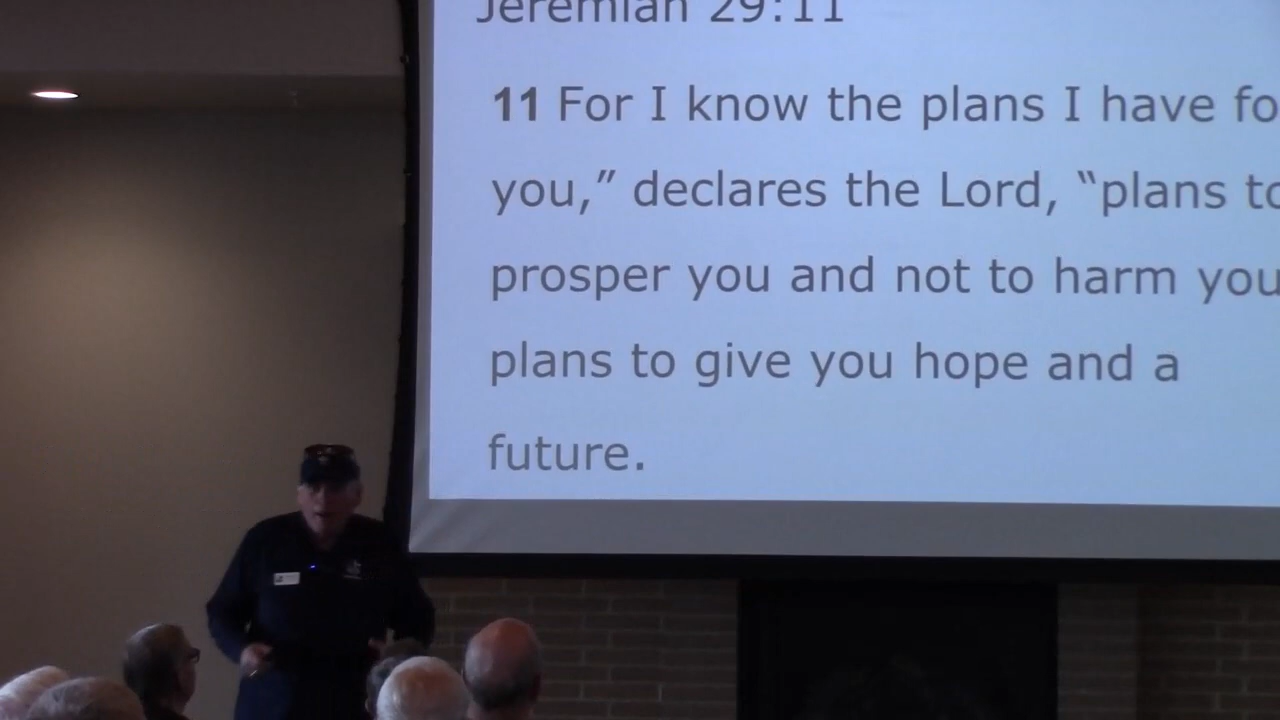 Jeremiah 29:11
11 For I know the plans I have fo
you,” declares the Lord, “plans to
prosper you and not to harm you
plans to give you hope and a
future.